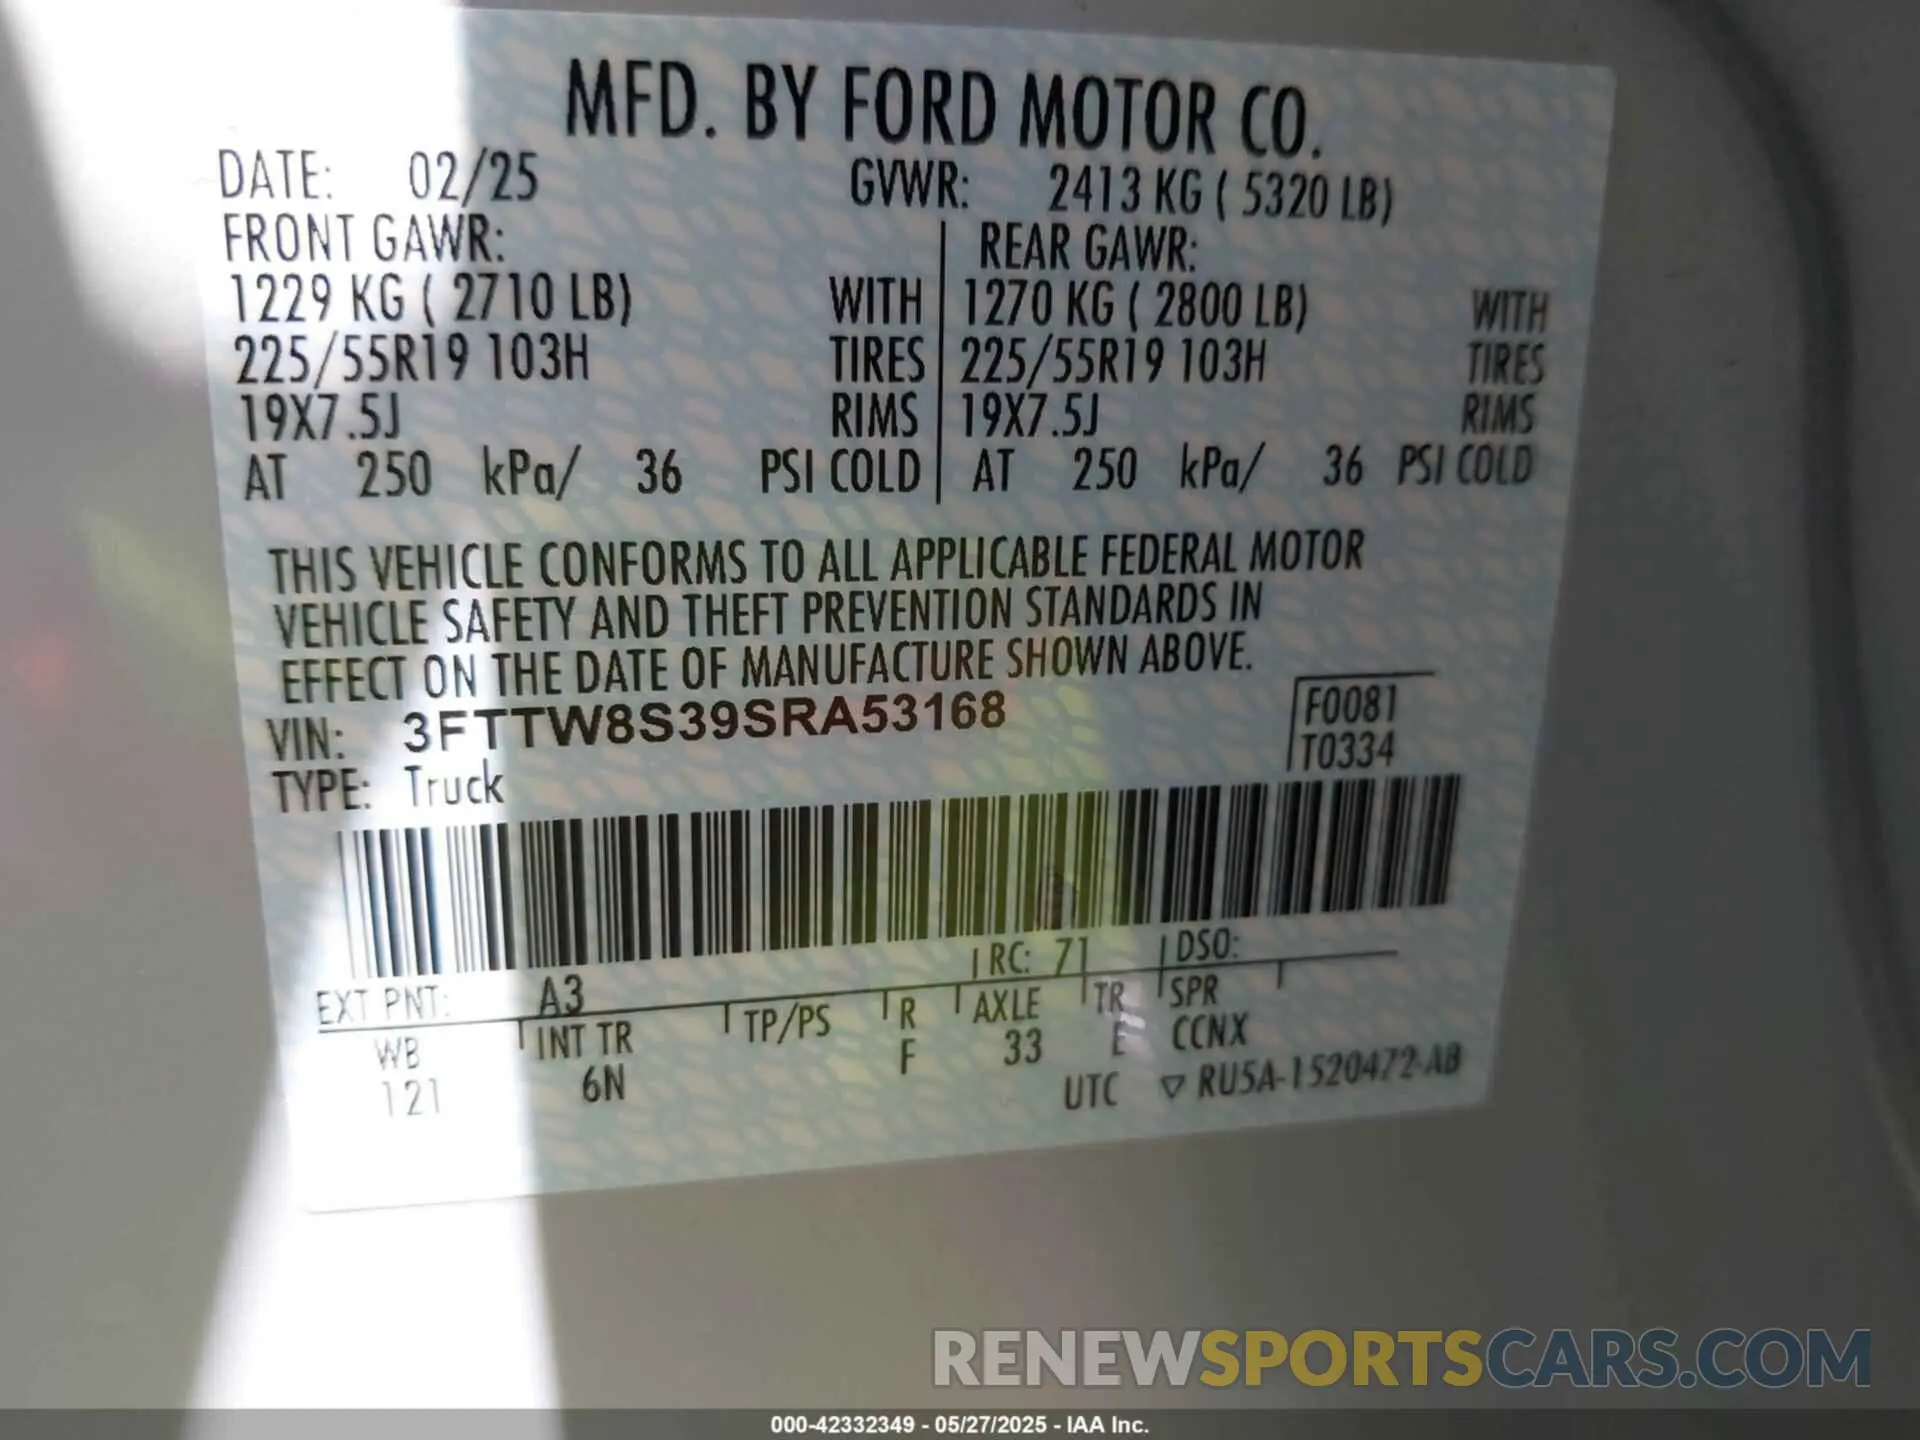 MFD. BY FORD MOTOR CO.
DATE: 02/25 GVWR: 2413 KG ( 5320 LB)
FRONT GAWR: REAR GAWR:
1229 KG ( 2710 LB) WITH 1270 KG ( 2800 LB) WITH
225/55R19 103H TIRES 225/55R19 103H TIRES
19X7.5J RIMS 19X7.5J RIMS
AT 250 kPa/ 36 PSI COLD AT 250 kPa/ 36 PSI COLD
THIS VEHICLE CONFORMS TO ALL APPLICABLE FEDERAL MOTOR
VEHICLE SAFETY AND THEFT PREVENTION STANDARDS IN
EFFECT ON THE DATE OF MANUFACTURE SHOWN ABOVE.
VIN: 3FTTW8S39SRA53168 F0081
TYPE: Truck T0334
EXT PNT: A3 RC: 71 DSO:
WB INT TR TP/PS R AXLE TR SPR
121 6N F 33 E CCNX
UTC ▽ RU5A-1520472-AB
RENEWSPORTSCARS.COM
000-42332349 - 05/27/2025 - IAA Inc.